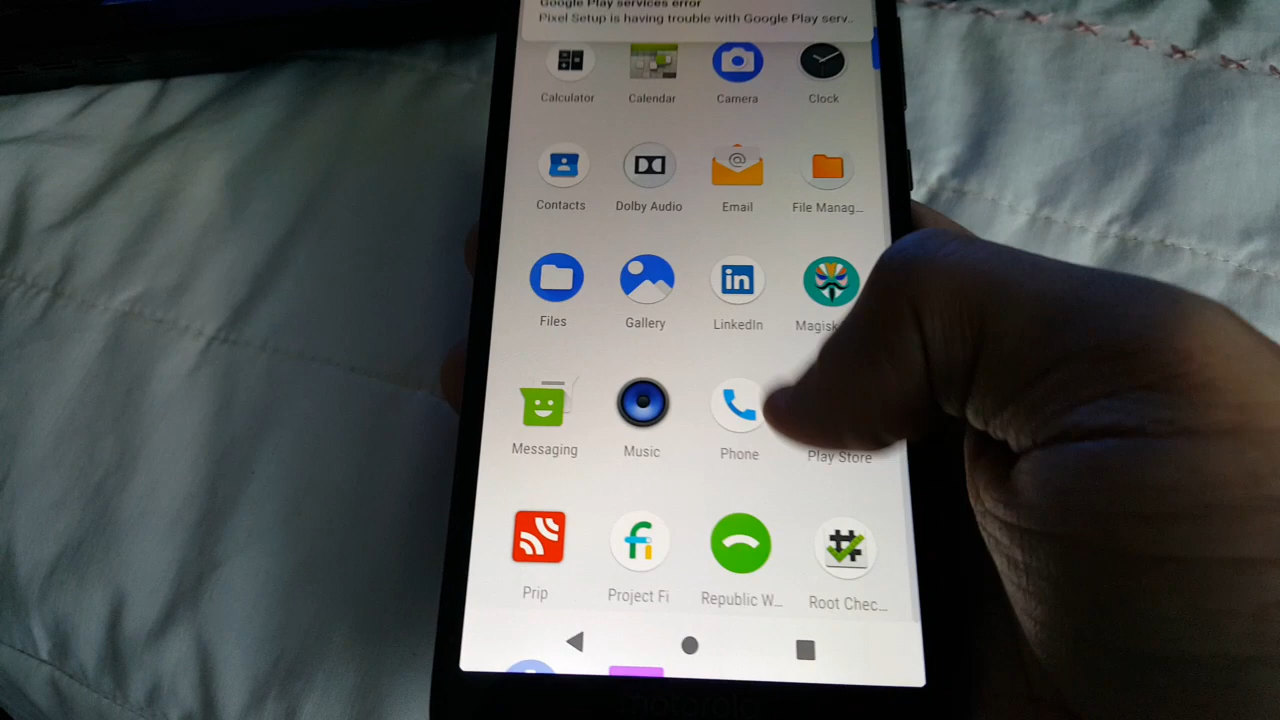 Google Play services error
Pixel Setup is having trouble with Google Play serv..
Calculator
Calendar
Camera
Clock
Contacts
Dolby Audio
Email
File Manag...
Files
Gallery
LinkedIn
Magisk
Messaging
Music
Phone
Play Store
Prip
Project Fi
Republic W...
Root Chec...
motorola